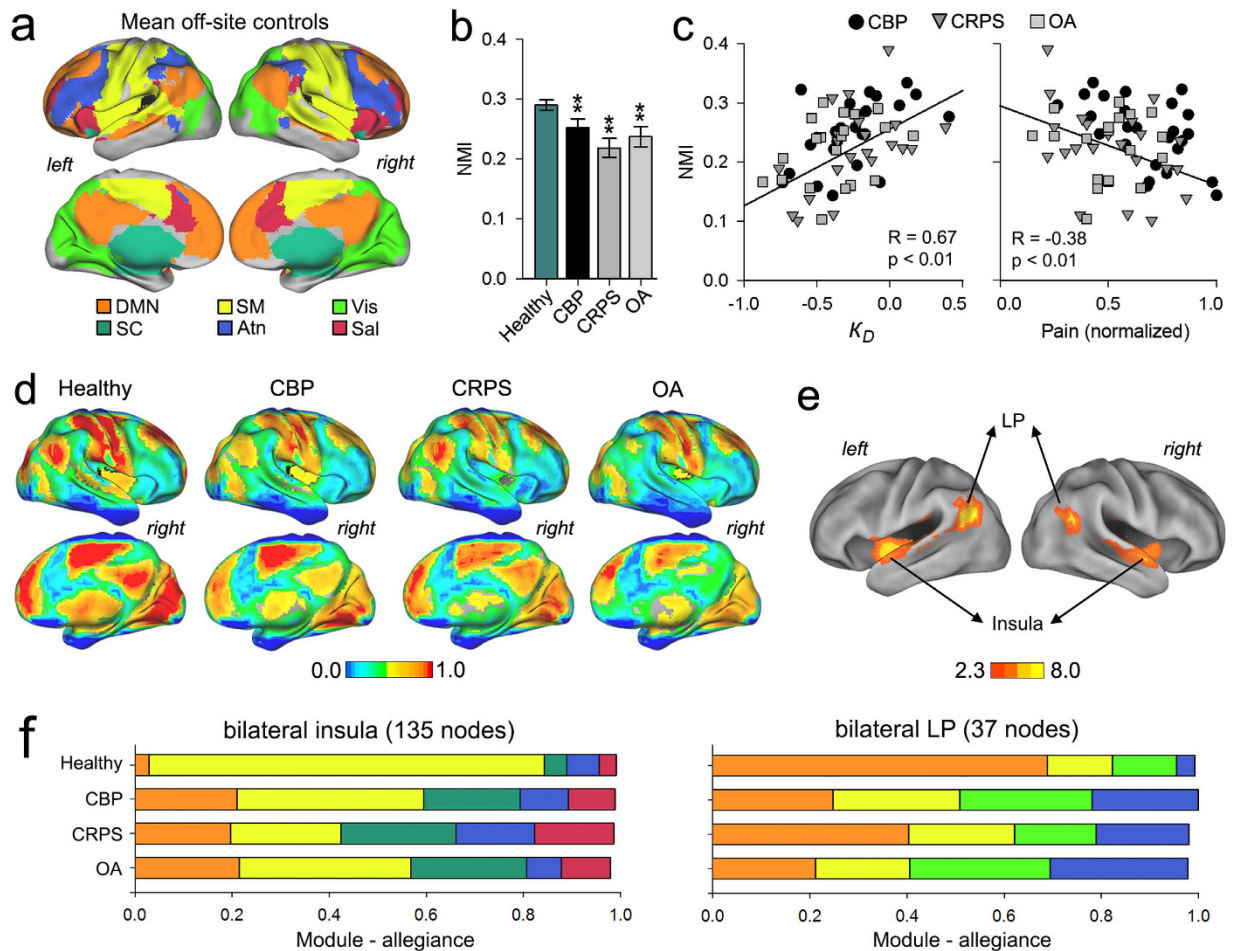 a
Mean off-site controls
left
right
DMN
SM
Vis
SC
Atn
Sal
b
0.4
0.3
0.2
0.1
0.0
NMI
**
**
**
Healthy
CBP
CRPS
OA
c
CBP
CRPS
OA
0.4
0.3
0.2
0.1
0.0
NMI
R = 0.67
p < 0.01
-1.0
-0.5
0.0
0.5
K_D
R = -0.38
p < 0.01
0.0
0.5
1.0
Pain (normalized)
d
Healthy
CBP
CRPS
OA
right
right
right
right
0.0
1.0
e
LP
left
right
Insula
2.3
8.0
f
bilateral insula (135 nodes)
Healthy
CBP
CRPS
OA
0.0
0.2
0.4
0.6
0.8
1.0
Module - allegiance
bilateral LP (37 nodes)
0.0
0.2
0.4
0.6
0.8
1.0
Module - allegiance